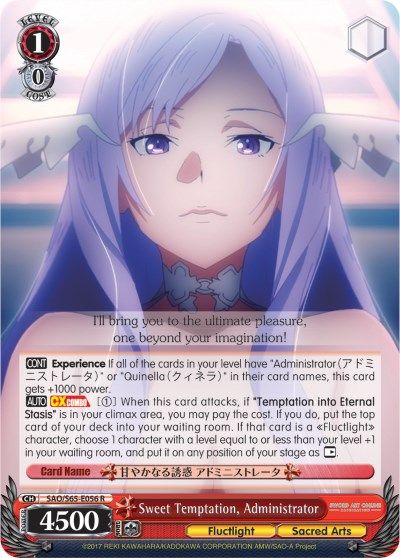 LEVEL
1
0
COST
I'll bring you to the ultimate pleasure,
one beyond your imagination!
CONT Experience If all of the cards in your level have "Administrator(アドミ
ニストレータ)" or "Quinella(クィネラ)" in their card names, this card
gets +1000 power.
AUTO CX COMBO [①] When this card attacks, if "Temptation into Eternal
Stasis" is in your climax area, you may pay the cost. If you do, put the top
card of your deck into your waiting room. If that card is a «Fluctlight»
character, choose 1 character with a level equal to or less than your level +1
in your waiting room, and put it on any position of your stage as
Card Name 甘やかなる誘惑 アドミニストレータ
CH SAO/S65-E056 R
POWER
4500
Sweet Temptation, Administrator
SWORD ART ONLINE
ALICIZATION
Fluctlight Sacred Arts
©2017 REKI KAWAHARA/KADOKAWA CORPORATION AMW/SAO-A Project